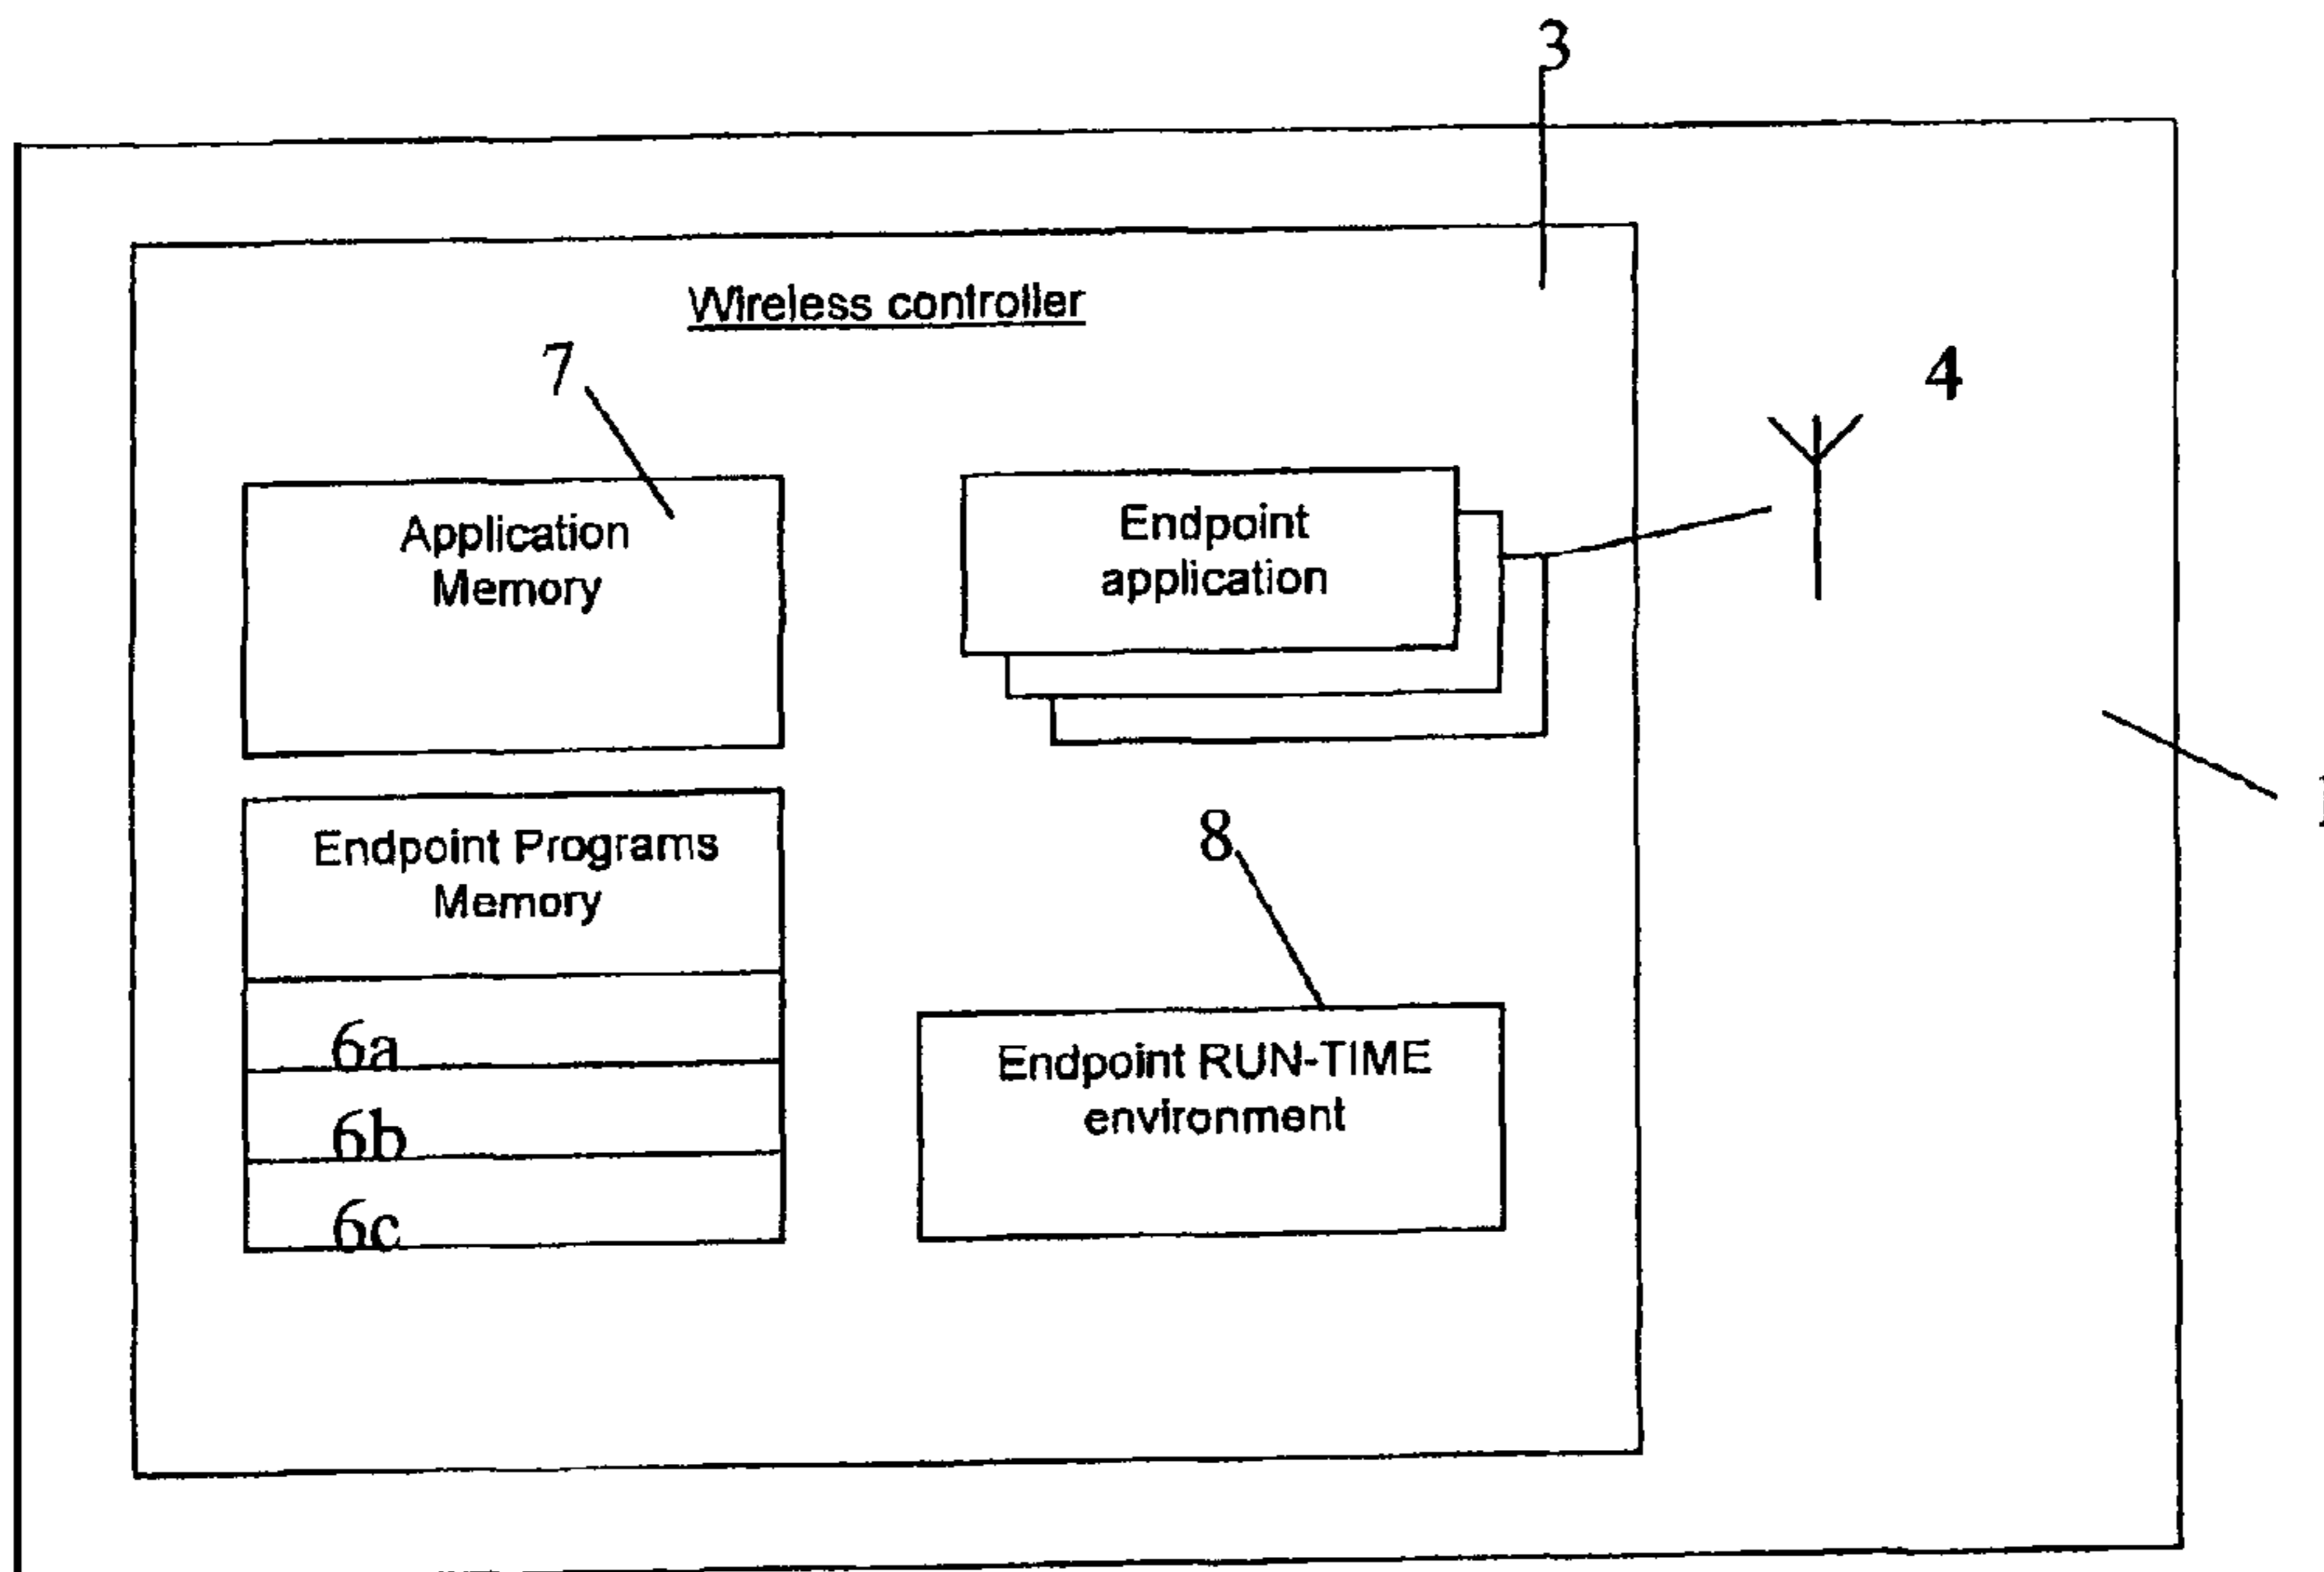 3
Wireless controller
7
4
Application
Memory
Endpoint
application
1
Endpoint Programs
Memory
8
6a
6b
6c
Endpoint RUN-TIME
environment